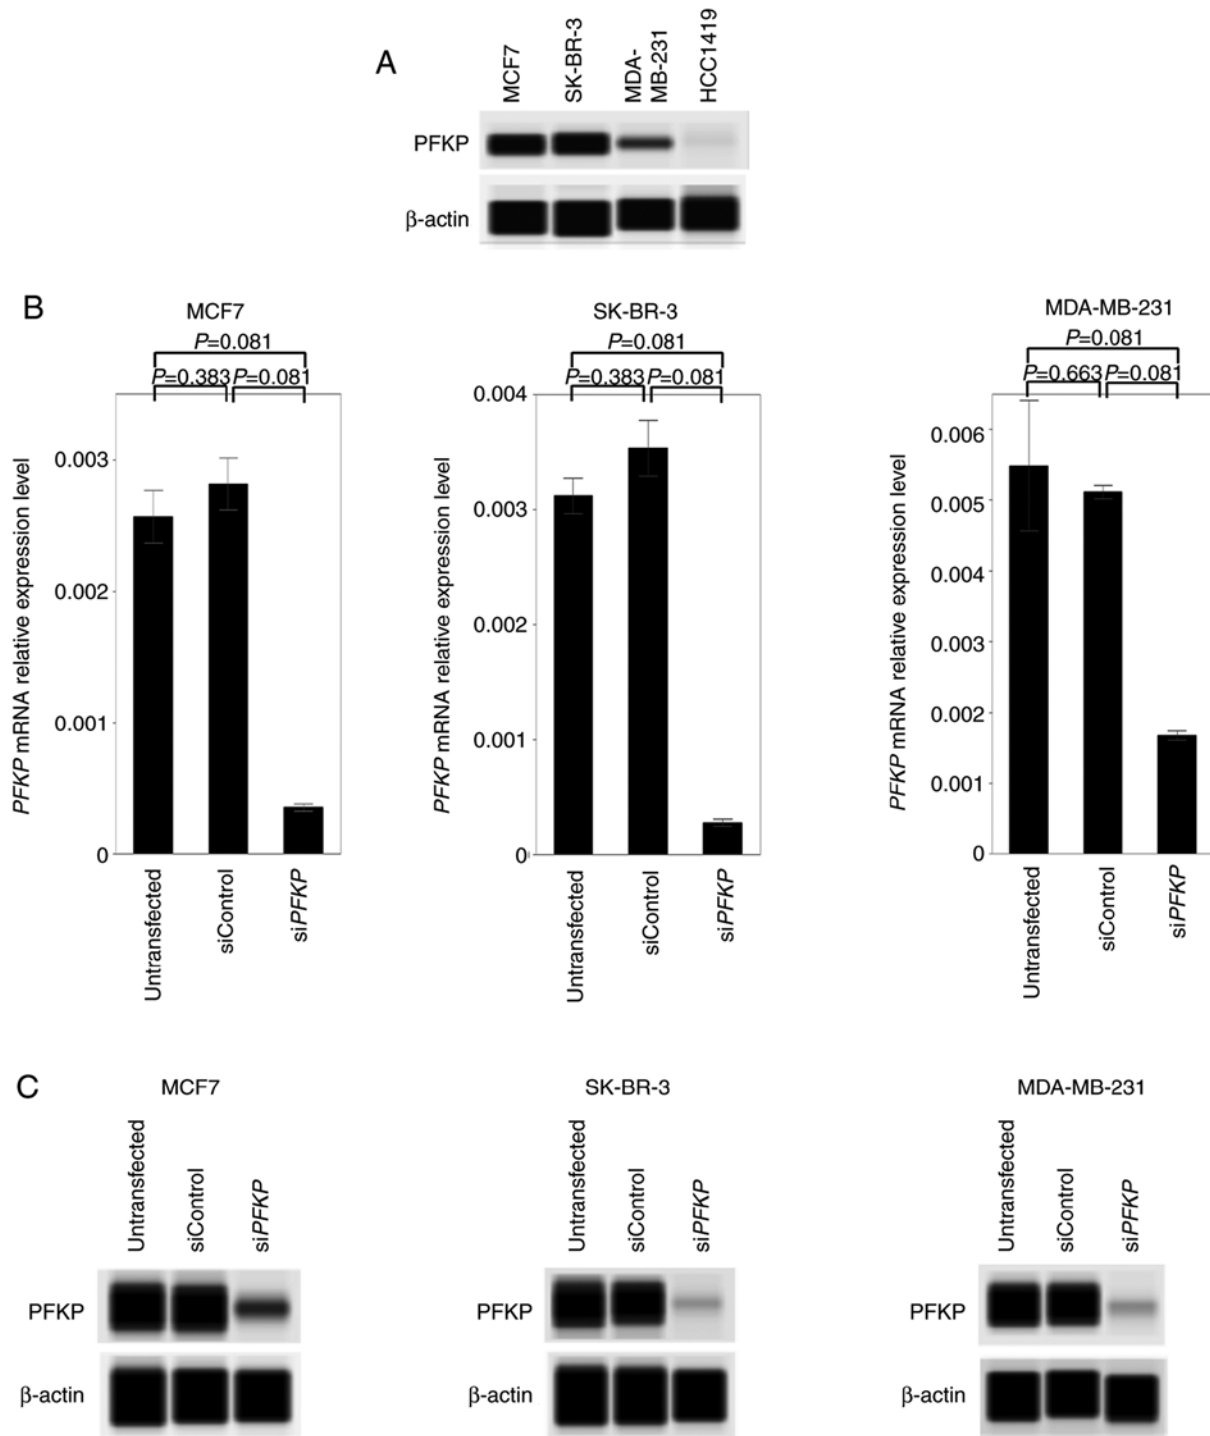 A
MCF7
SK-BR-3
MDA-
MB-231
HCC1419
PFKP
β-actin
B
MCF7
P=0.081
P=0.383 P=0.081
PFKP mRNA relative expression level
0.003
0.002
0.001
0
Untransfected
siControl
siPFKP
SK-BR-3
P=0.081
P=0.383 P=0.081
PFKP mRNA relative expression level
0.004
0.003
0.002
0.001
0
Untransfected
siControl
siPFKP
MDA-MB-231
P=0.081
P=0.663 P=0.081
PFKP mRNA relative expression level
0.006
0.005
0.004
0.003
0.002
0.001
0
Untransfected
siControl
siPFKP
C
MCF7
Untransfected
siControl
siPFKP
PFKP
β-actin
SK-BR-3
Untransfected
siControl
siPFKP
PFKP
β-actin
MDA-MB-231
Untransfected
siControl
siPFKP
PFKP
β-actin